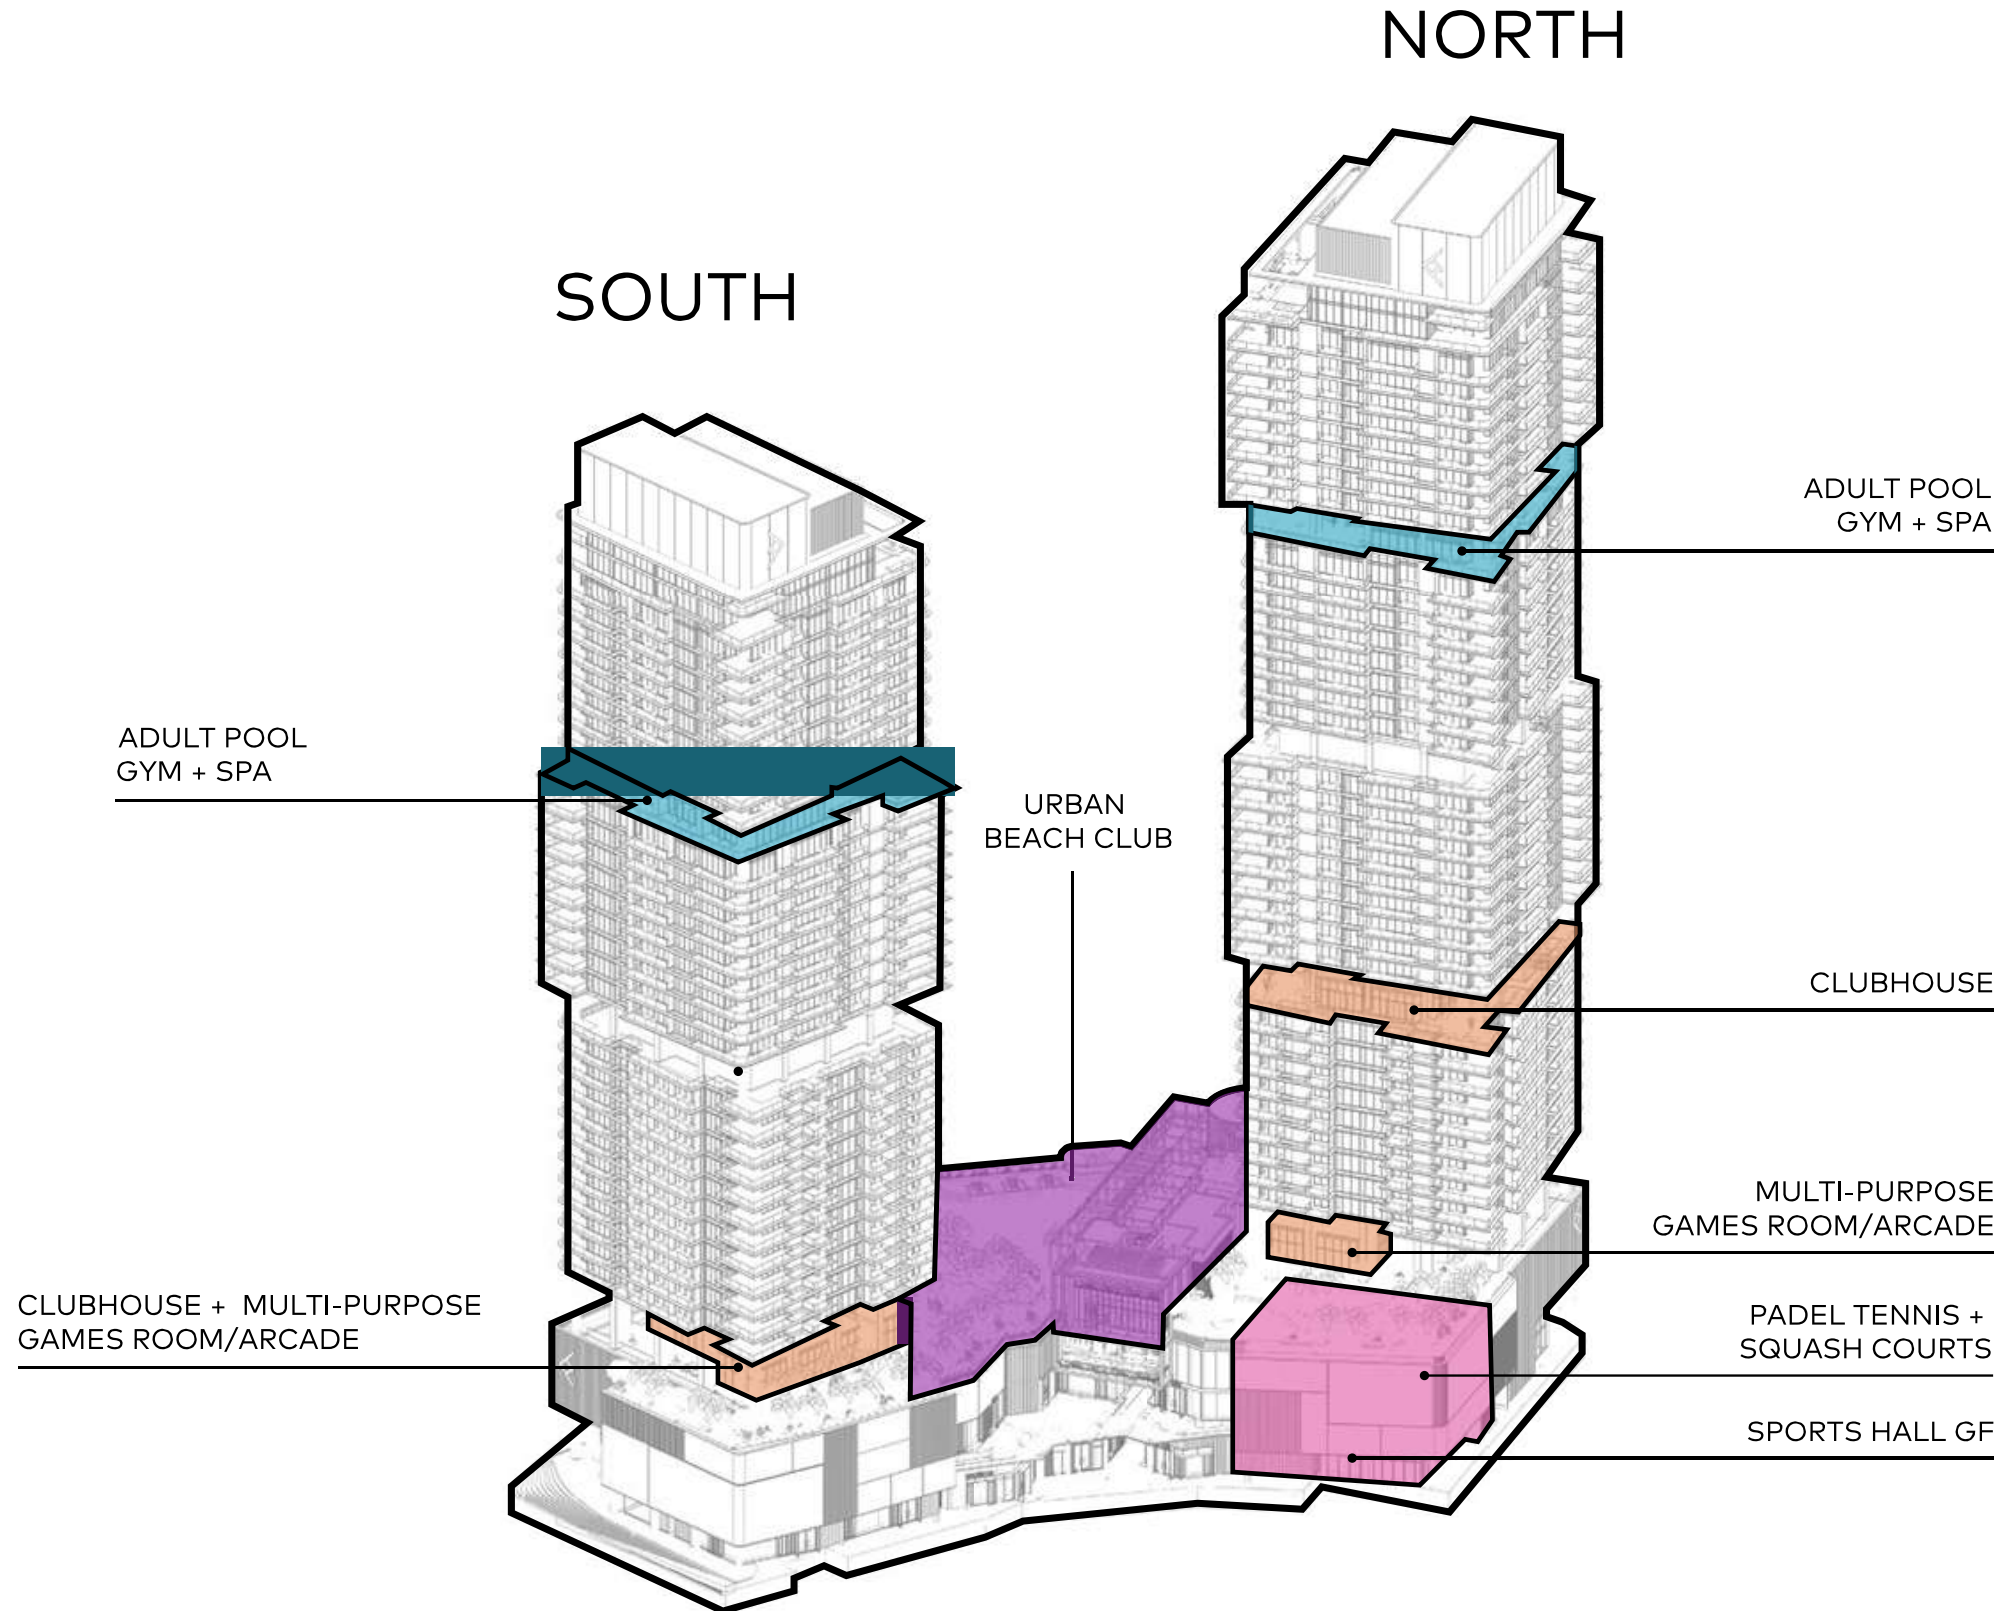 NORTH
SOUTH
ADULT POOL
GYM + SPA
ADULT POOL
GYM + SPA
URBAN
BEACH CLUB
CLUBHOUSE
MULTI-PURPOSE
GAMES ROOM/ARCADE
CLUBHOUSE + MULTI-PURPOSE
GAMES ROOM/ARCADE
PADEL TENNIS +
SQUASH COURTS
SPORTS HALL GF